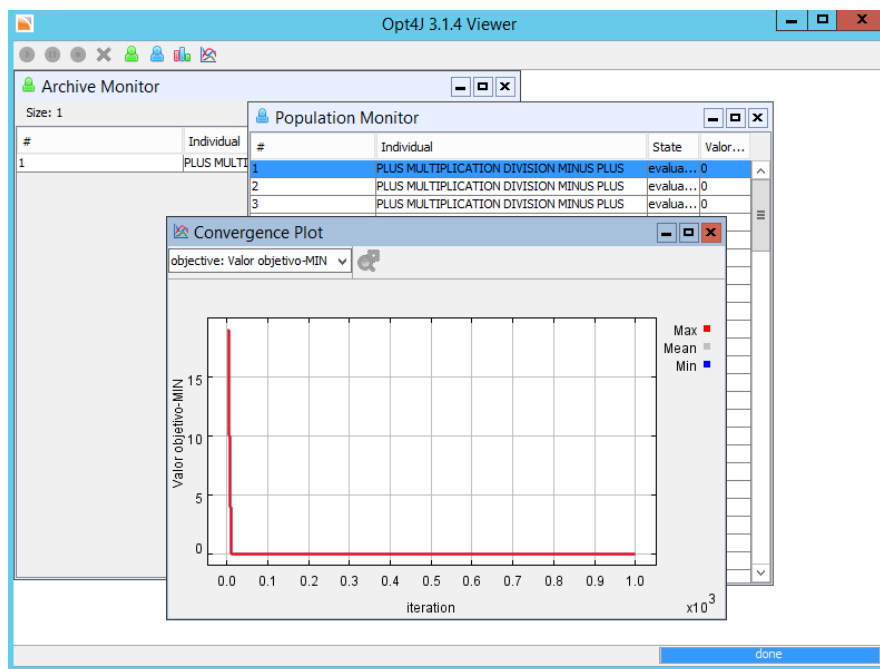 Opt4J 3.1.4 Viewer
Archive Monitor
Size: 1
# Individual
1 PLUS MULTI
Population Monitor
# Individual State Valor...
1 PLUS MULTIPLICATION DIVISION MINUS PLUS evalua... 0
2 PLUS MULTIPLICATION DIVISION MINUS PLUS evalua... 0
3 PLUS MULTIPLICATION DIVISION MINUS PLUS evalua... 0
Convergence Plot
objective: Valor objetivo-MIN
Max
Mean
Min
Valor objetivo-MIN
15
10
5
0
0.0 0.1 0.2 0.3 0.4 0.5 0.6 0.7 0.8 0.9 1.0
iteration
x10^3
done